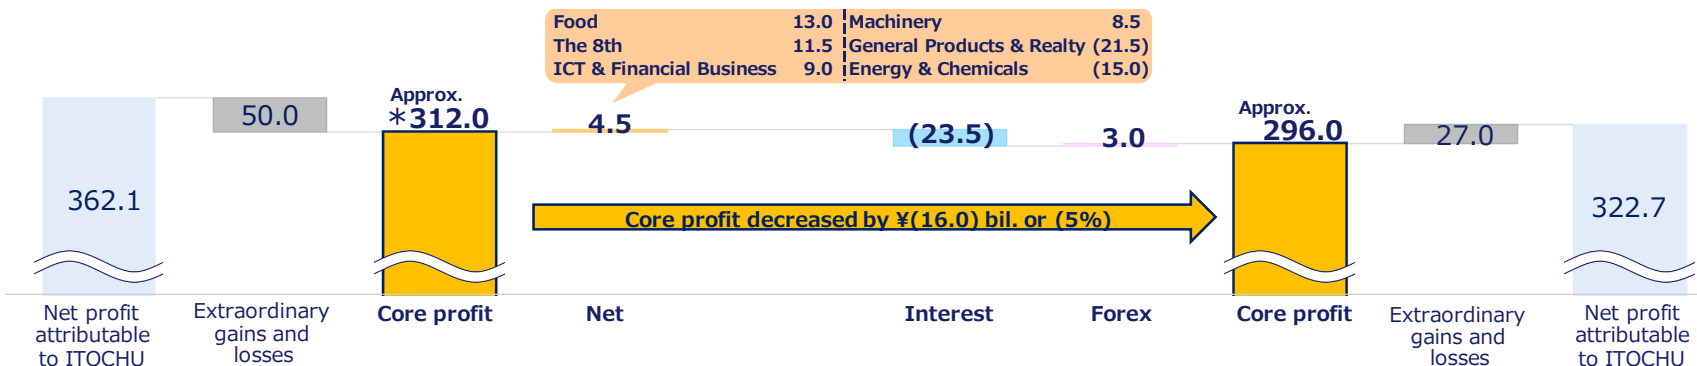 Food 13.0 Machinery 8.5
The 8th 11.5 General Products & Realty (21.5)
ICT & Financial Business 9.0 Energy & Chemicals (15.0)
50.0
Approx.
*312.0
4.5
(23.5)
3.0
Approx.
296.0
27.0
362.1
Core profit decreased by ¥(16.0) bil. or (5%)
322.7
Net profit
attributable
to ITOCHU
Extraordinary
gains and
losses
Core profit
Net
Interest
Forex
Core profit
Extraordinary
gains and
losses
Net profit
attributable
to ITOCHU